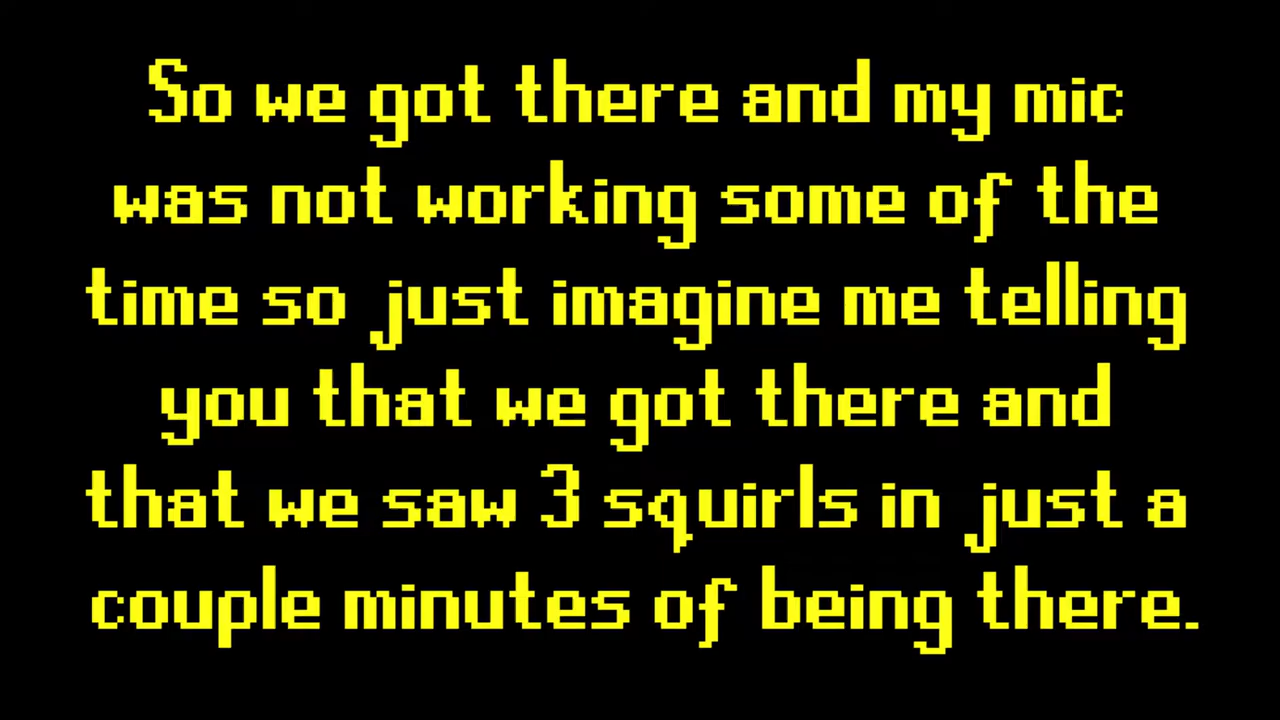 So we got there and my mic
was not working some of the
time so just imagine me telling
you that we got there and
that we saw 3 squirls in just a
couple minutes of being there.